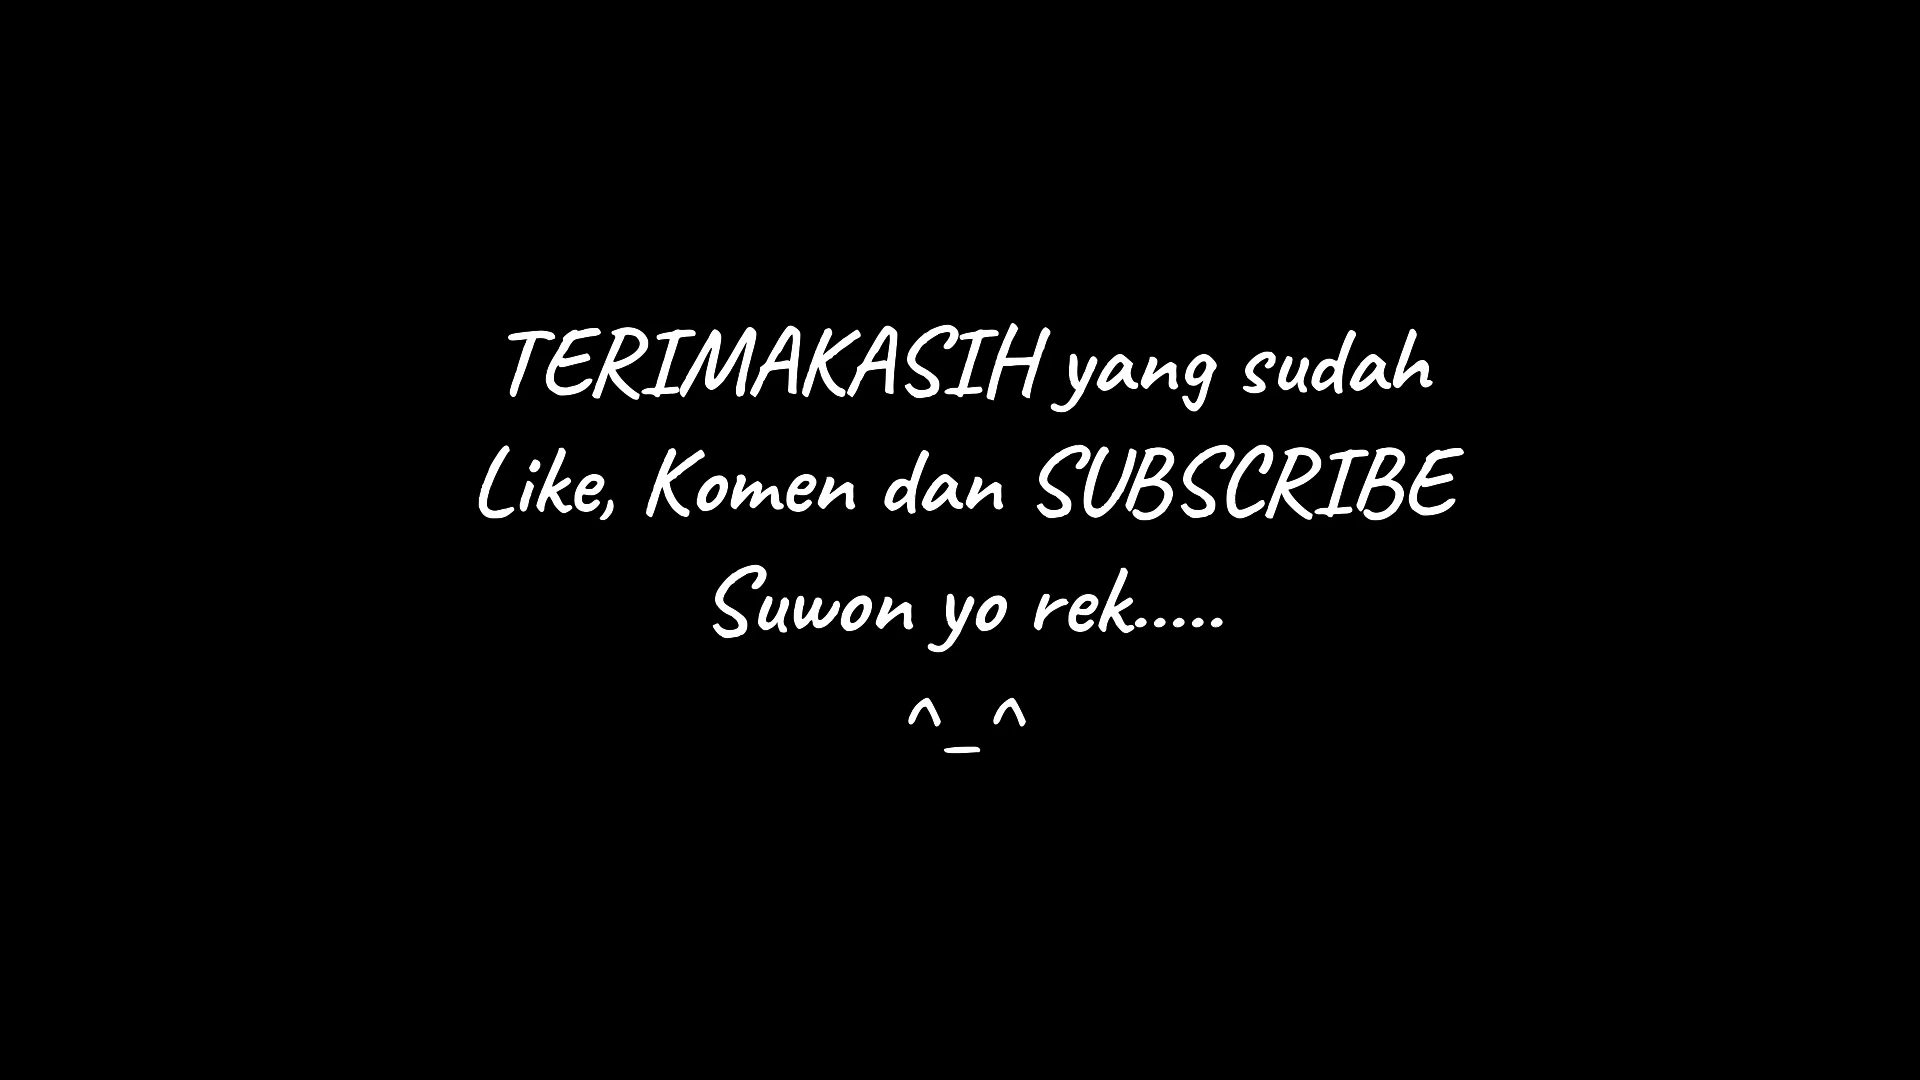 TERIMAKASIH yang sudah
Like, Komen dan SUBSCRIBE
Suwon yo rek.....
^_^